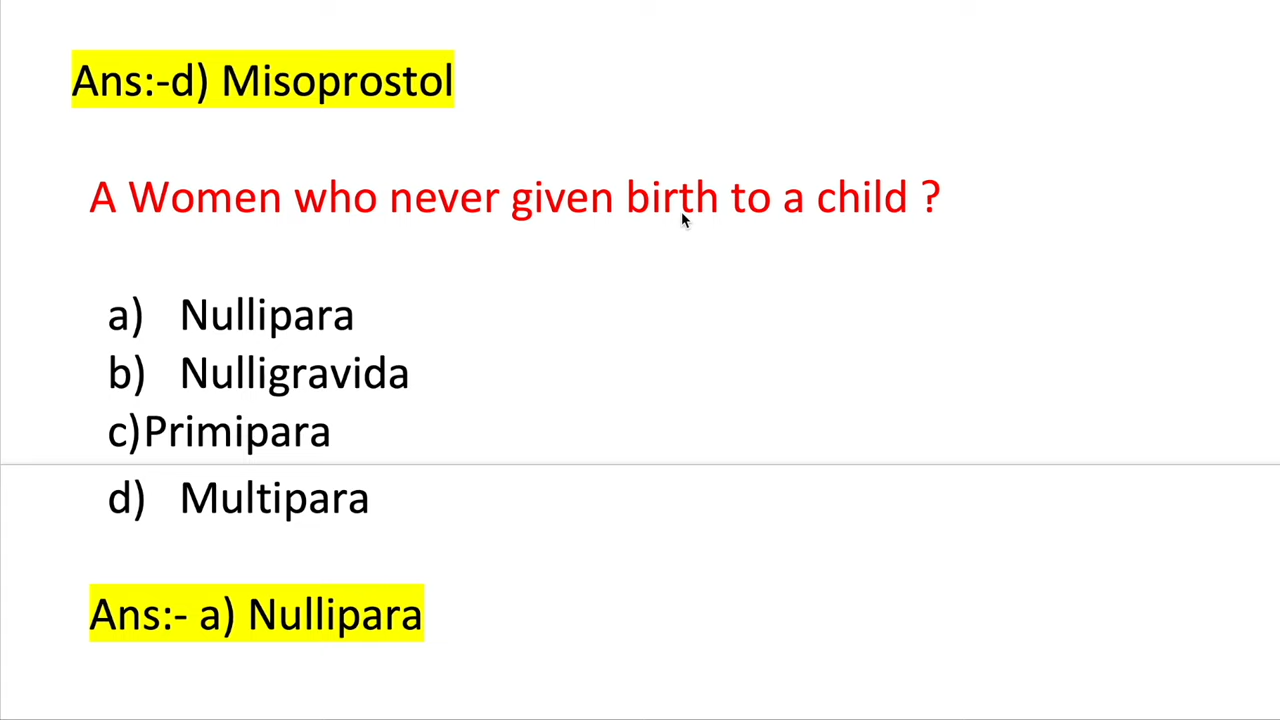 Ans:-d) Misoprostol
A Women who never given birth to a child ?
a) Nullipara
b) Nulligravida
c)Primipara
d) Multipara
Ans:- a) Nullipara